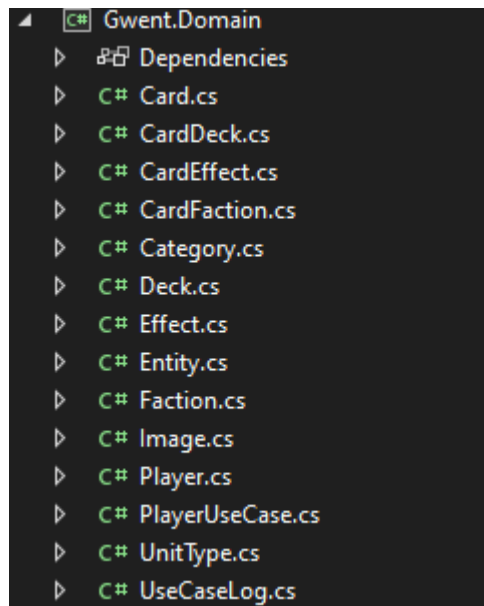 C# Gwent.Domain
Dependencies
C# Card.cs
C# CardDeck.cs
C# CardEffect.cs
C# CardFaction.cs
C# Category.cs
C# Deck.cs
C# Effect.cs
C# Entity.cs
C# Faction.cs
C# Image.cs
C# Player.cs
C# PlayerUseCase.cs
C# UnitType.cs
C# UseCaseLog.cs